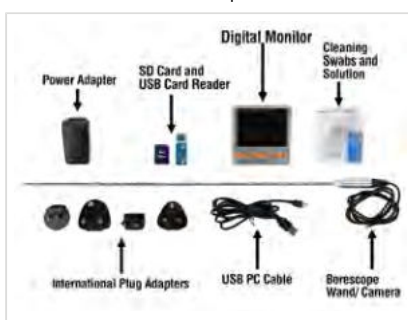 Digital Monitor
Cleaning
Swabs and
Solution
SD Card and
USB Card Reader
Power Adapter
International Plug Adapters
USB PC Cable
Borescope
Wand/ Camera